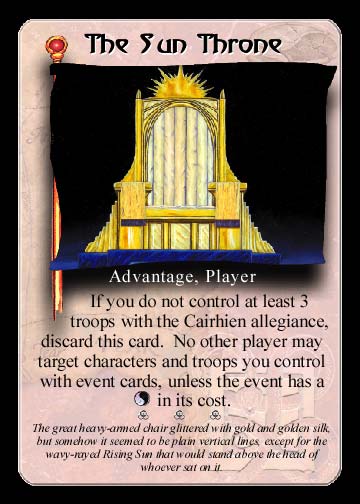 The Sun Throne
Advantage, Player
If you do not control at least 3
troops with the Cairhien allegiance,
discard this card. No other player may
target characters and troops you control
with event cards, unless the event has a
in its cost.
The great heavy-armed chair glittered with gold and golden silk,
but somehow it seemed to be plain vertical lines, except for the
wavy-rayed Rising Sun that would stand above the head of
whoever sat on it.